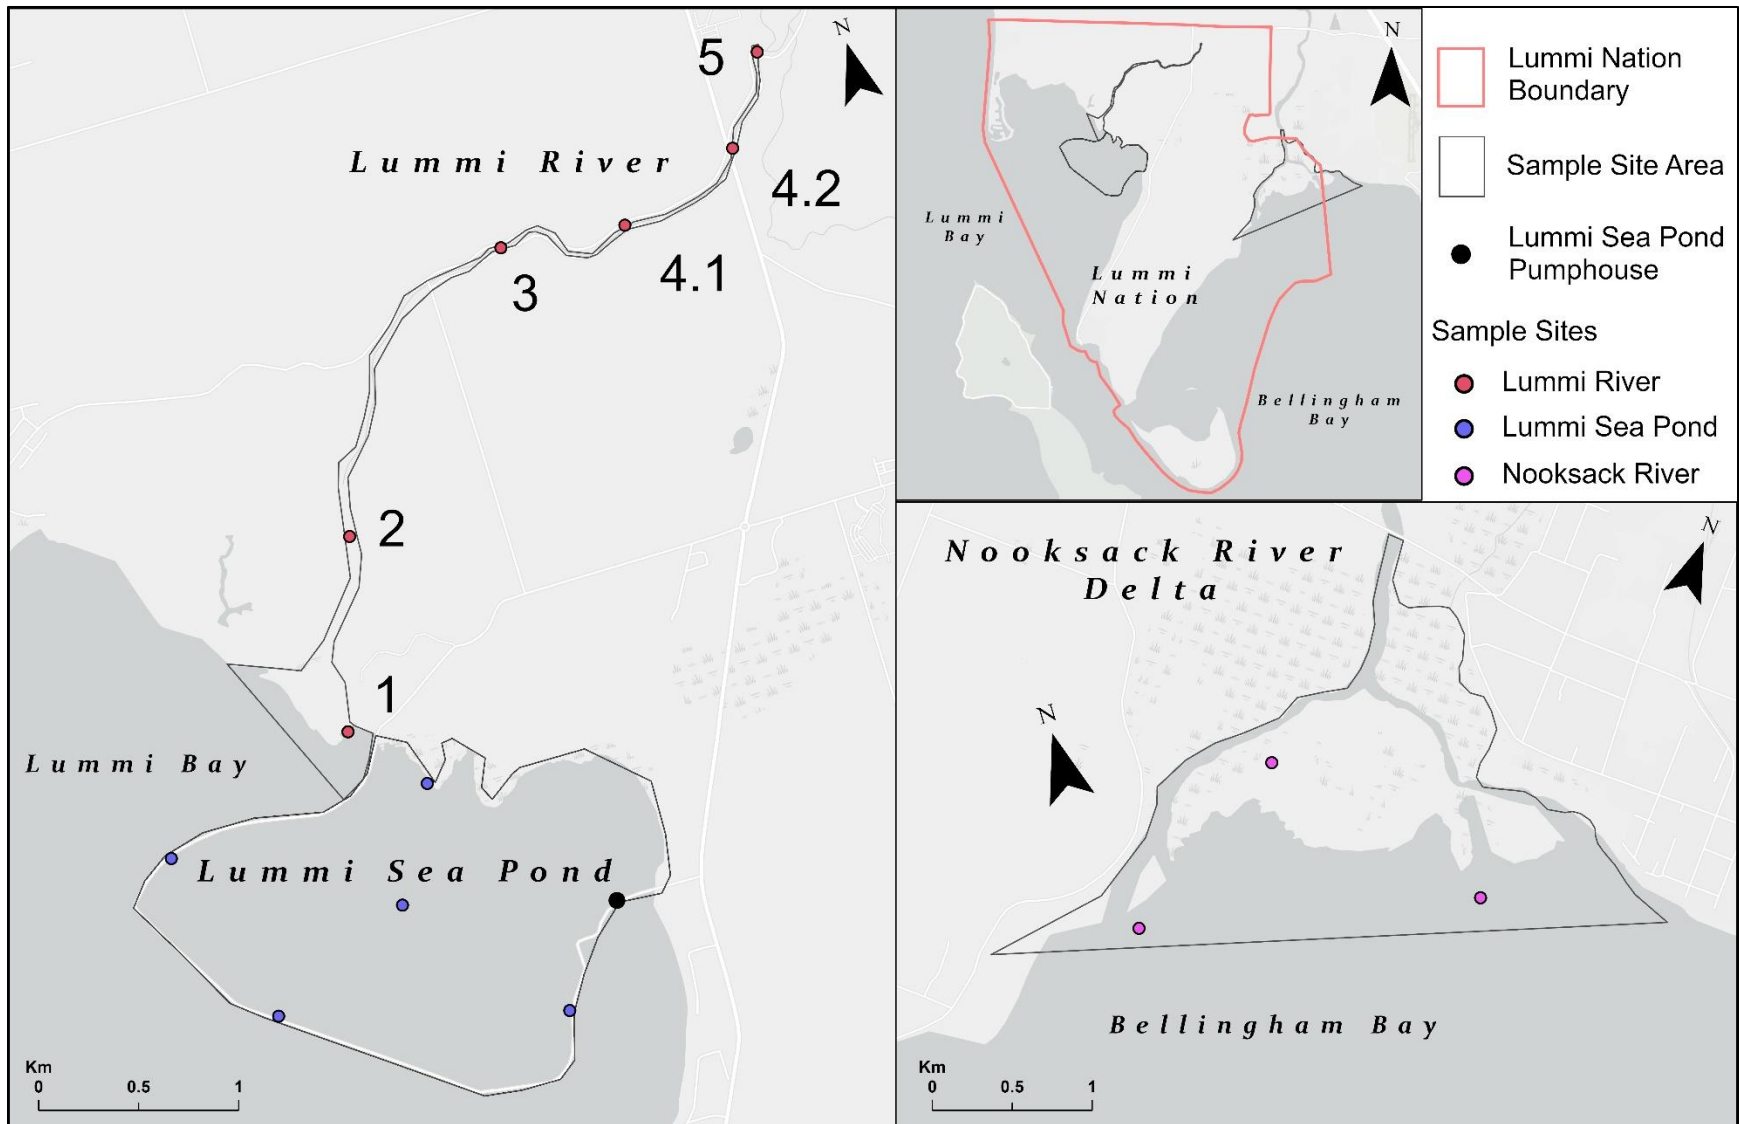 N
5
Lummi River
4.2
4.1
3
2
1
Lummi Bay
Lummi Sea Pond
Km
0 0.5 1
N
Lummi
Bay
Lummi
Nation
Bellingham
Bay
Lummi Nation
Boundary
Sample Site Area
Lummi Sea Pond
Pumphouse
Sample Sites
Lummi River
Lummi Sea Pond
Nooksack River
Nooksack River
Delta
N
N
Bellingham Bay
Km
0 0.5 1